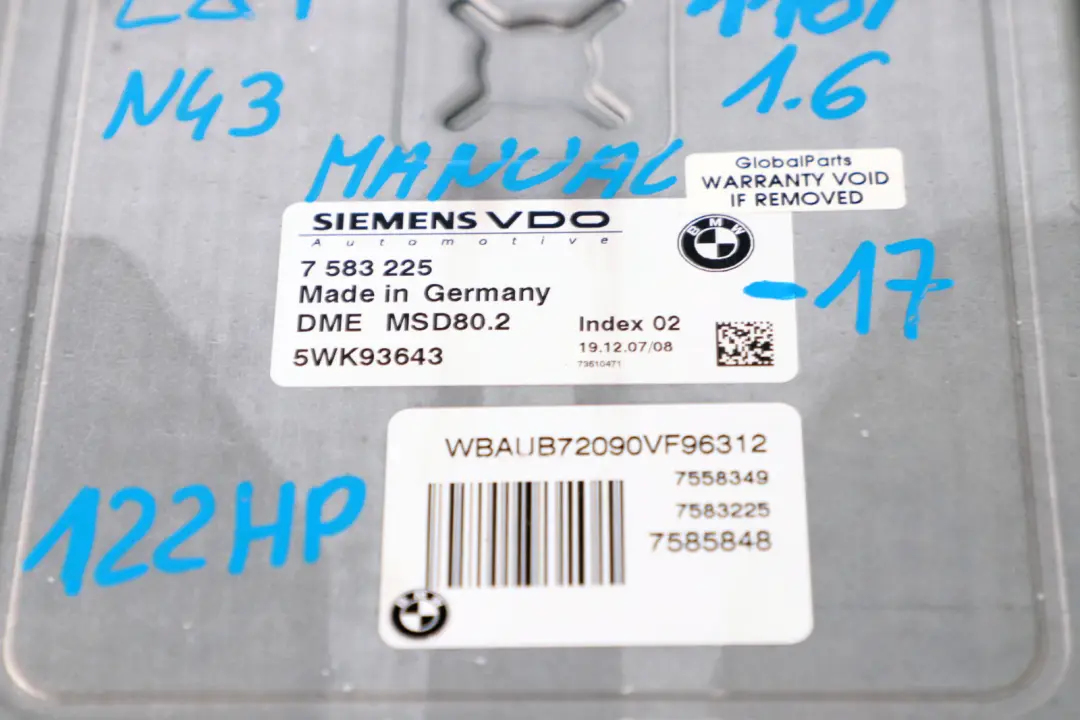 N43
1.6
MANUAL
GlobalParts
WARRANTY VOID
IF REMOVED
SIEMENS VDO
Automotive
BMW
7 583 225
Made in Germany
DME MSD80.2
Index 02
5WK93643
19.12.07/08
73610471
-17
WBAUB72090VF96312
7558349
7583225
7585848
122HP